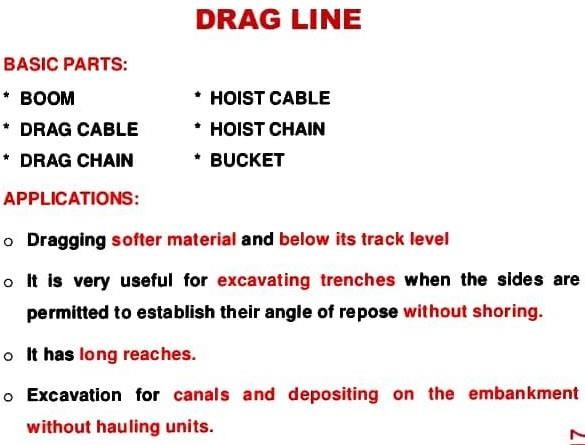 DRAG LINE
BASIC PARTS:
* BOOM * HOIST CABLE
* DRAG CABLE * HOIST CHAIN
* DRAG CHAIN * BUCKET
APPLICATIONS:
o Dragging softer material and below its track level
o It is very useful for excavating trenches when the sides are
permitted to establish their angle of repose without shoring.
o It has long reaches.
o Excavation for canals and depositing on the embankment
without hauling units.
7